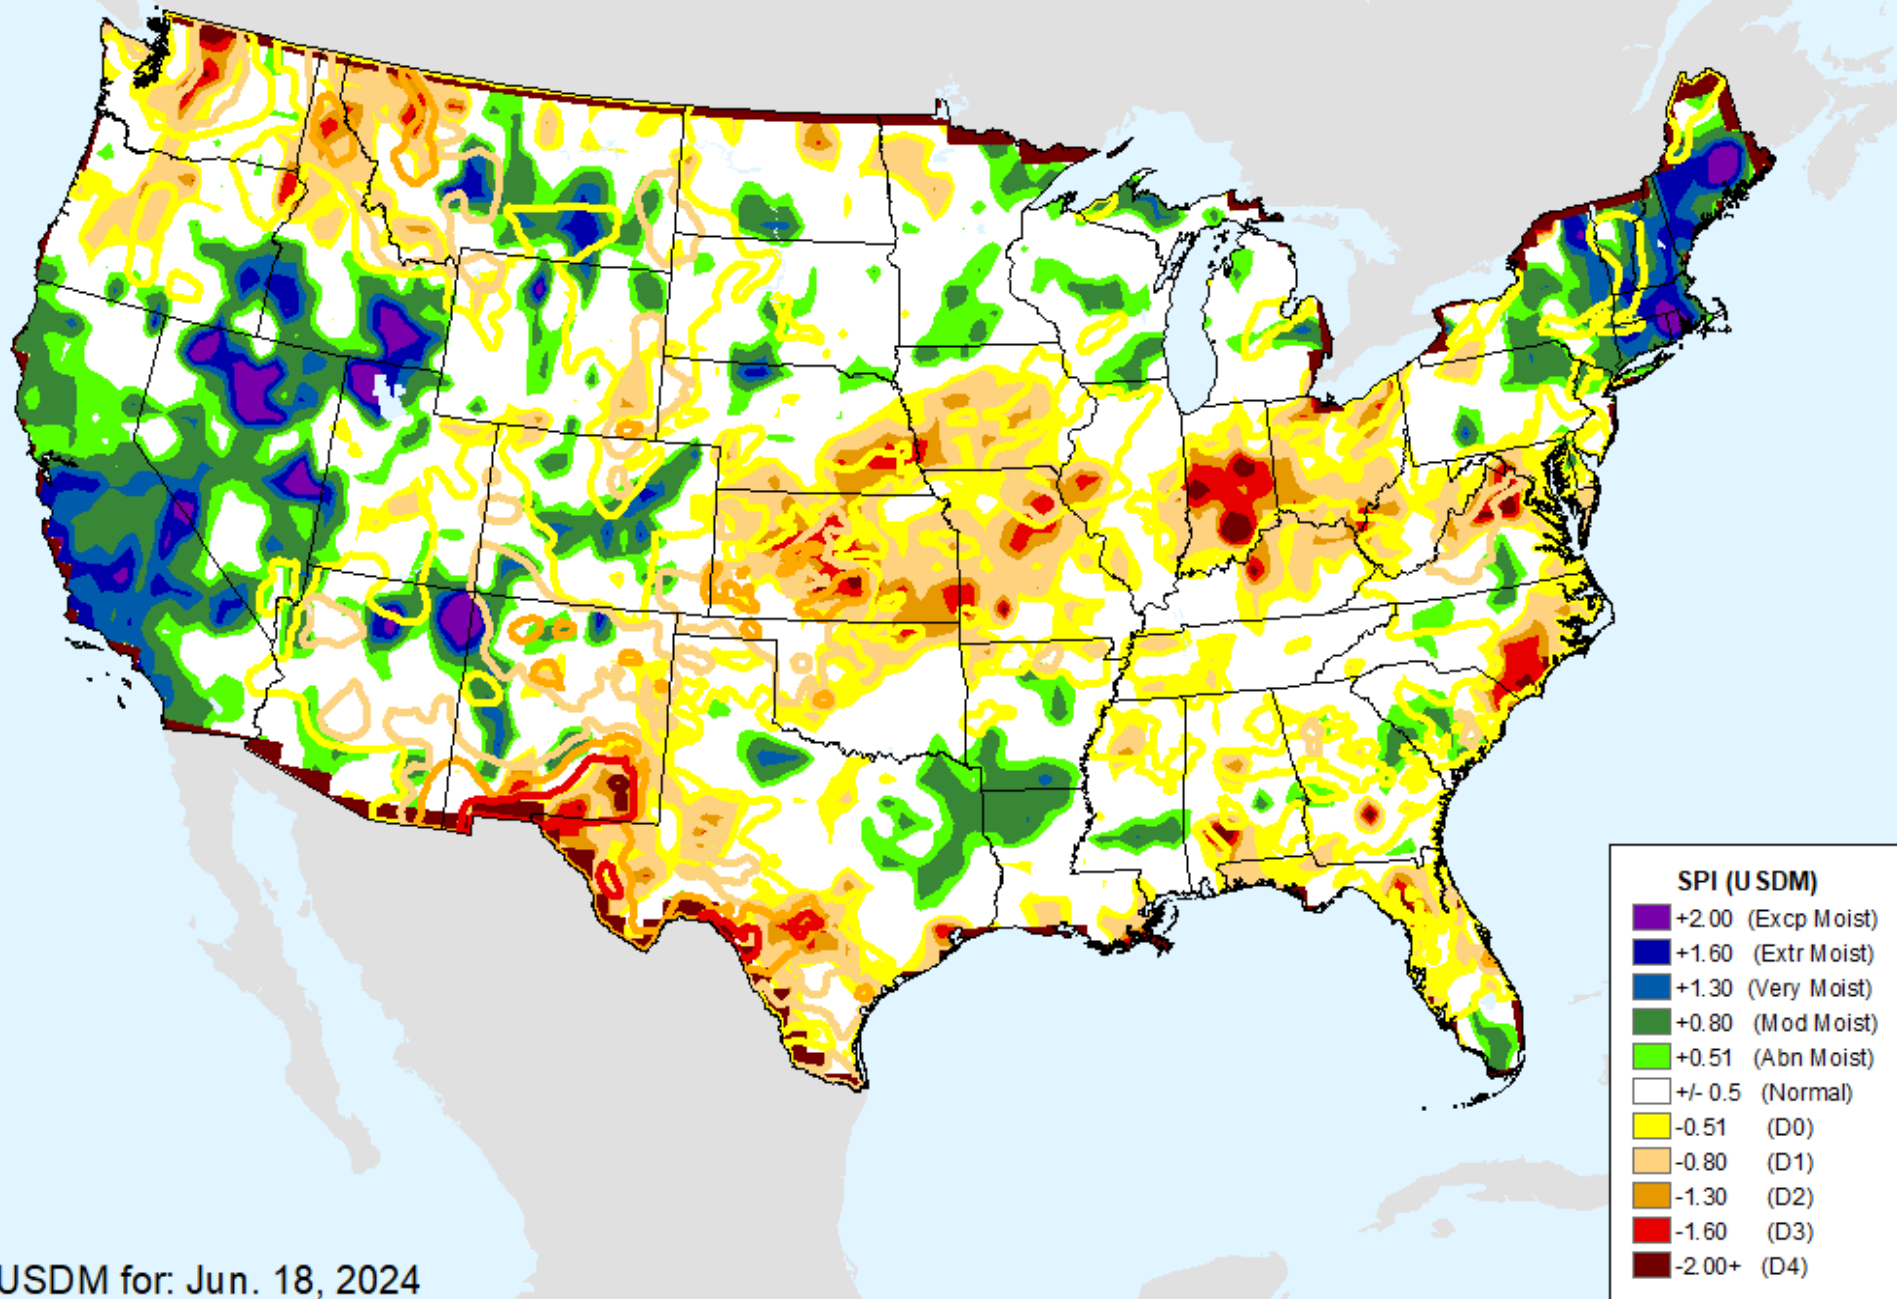 SPI (USDM)
+2.00 (Excp Moist)
+1.60 (Extr Moist)
+1.30 (Very Moist)
+0.80 (Mod Moist)
+0.51 (Abn Moist)
+/- 0.5 (Normal)
-0.51 (D0)
-0.80 (D1)
-1.30 (D2)
-1.60 (D3)
-2.00+ (D4)
USDM for: Jun. 18, 2024